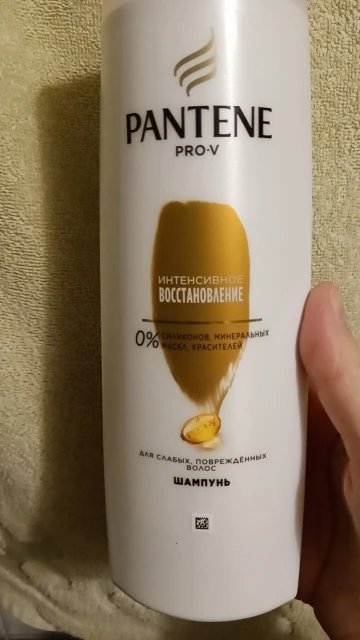 PANTENE
PRO-V
ИНТЕНСИВНОЕ
ВОССТАНОВЛЕНИЕ
0% СИЛИКОНОВ, МИНЕРАЛЬНЫХ
МАСЕЛ, КРАСИТЕЛЕЙ
ДЛЯ СЛАБЫХ, ПОВРЕЖДЁННЫХ
ВОЛОС
ШАМПУНЬ